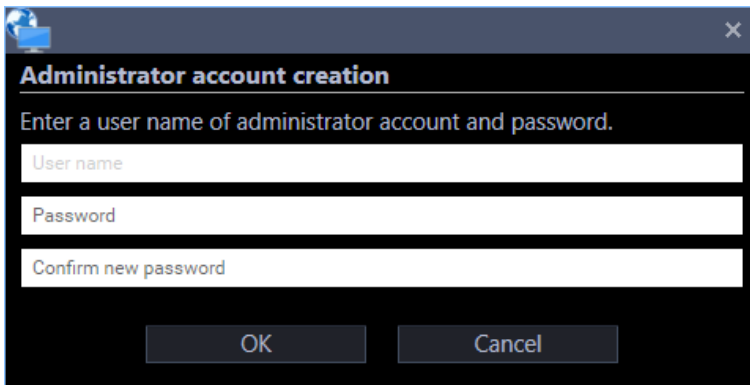 Administrator account creation
Enter a user name of administrator account and password.
User name
Password
Confirm new password
OK Cancel